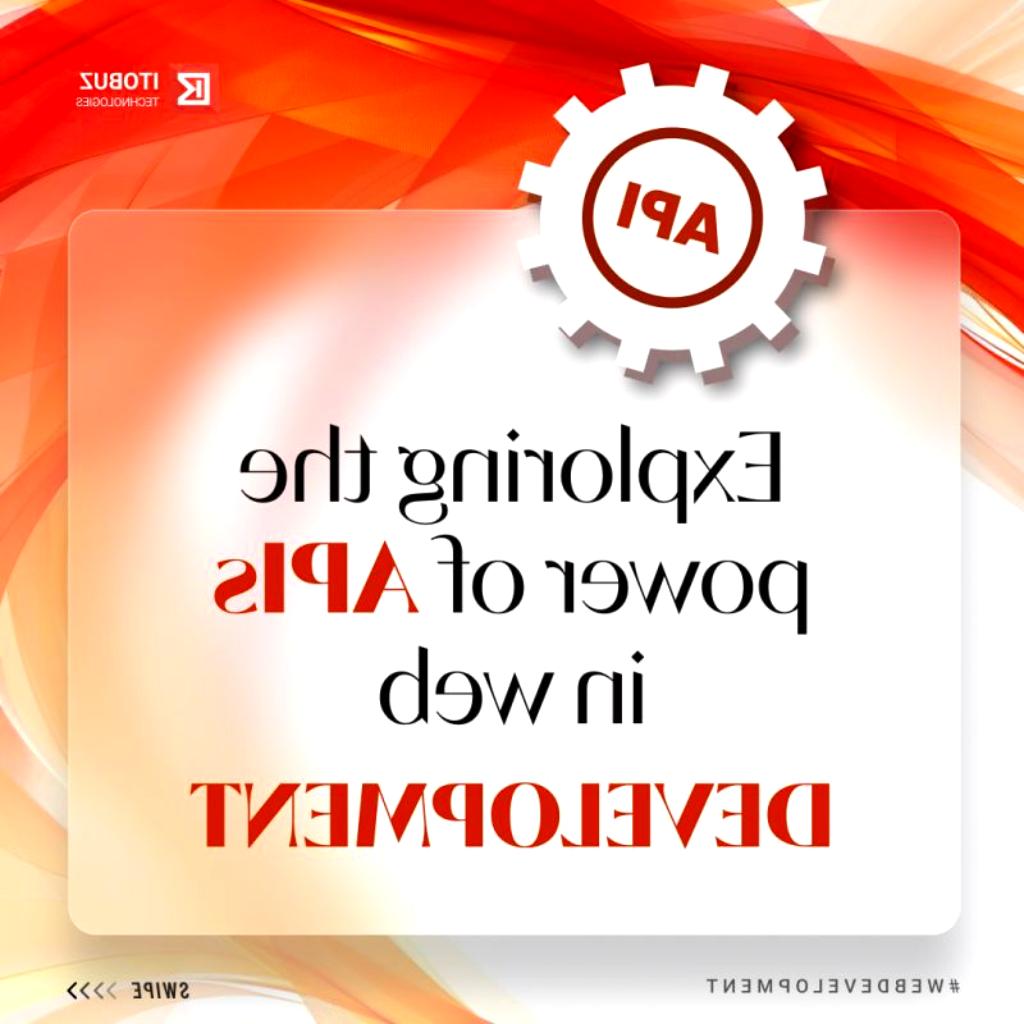 ITOBUZ
TECHNOLOGIES
API
Exploring the
power of APIs
in web
DEVELOPMENT
#WEBDEVELOPMENT
SWIPE >>>>